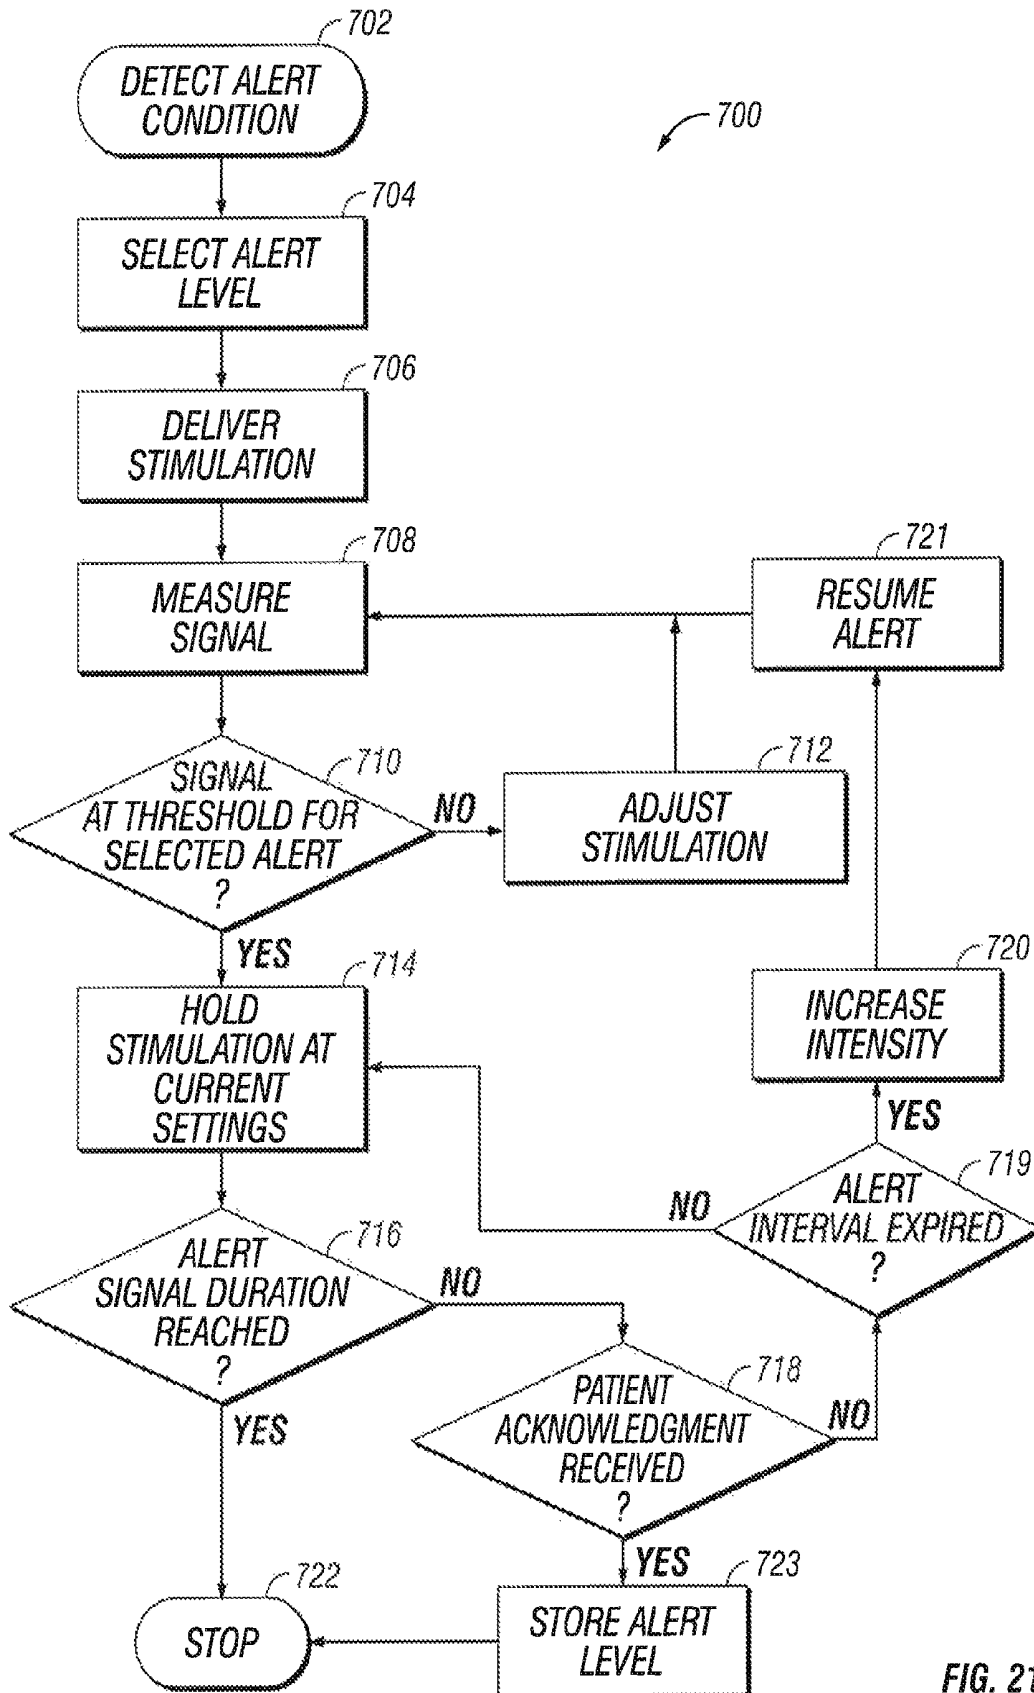 702
DETECT ALERT
CONDITION
700
704
SELECT ALERT
LEVEL
706
DELIVER
STIMULATION
708
MEASURE
SIGNAL
721
RESUME
ALERT
710
SIGNAL
AT THRESHOLD FOR
SELECTED ALERT
?
NO
712
ADJUST
STIMULATION
YES
714
HOLD
STIMULATION AT
CURRENT
SETTINGS
720
INCREASE
INTENSITY
YES
719
ALERT
INTERVAL EXPIRED
?
NO
716
ALERT
SIGNAL DURATION
REACHED
?
NO
YES
718
PATIENT
ACKNOWLEDGMENT
RECEIVED
?
NO
YES
722
STOP
723
STORE ALERT
LEVEL
FIG. 21